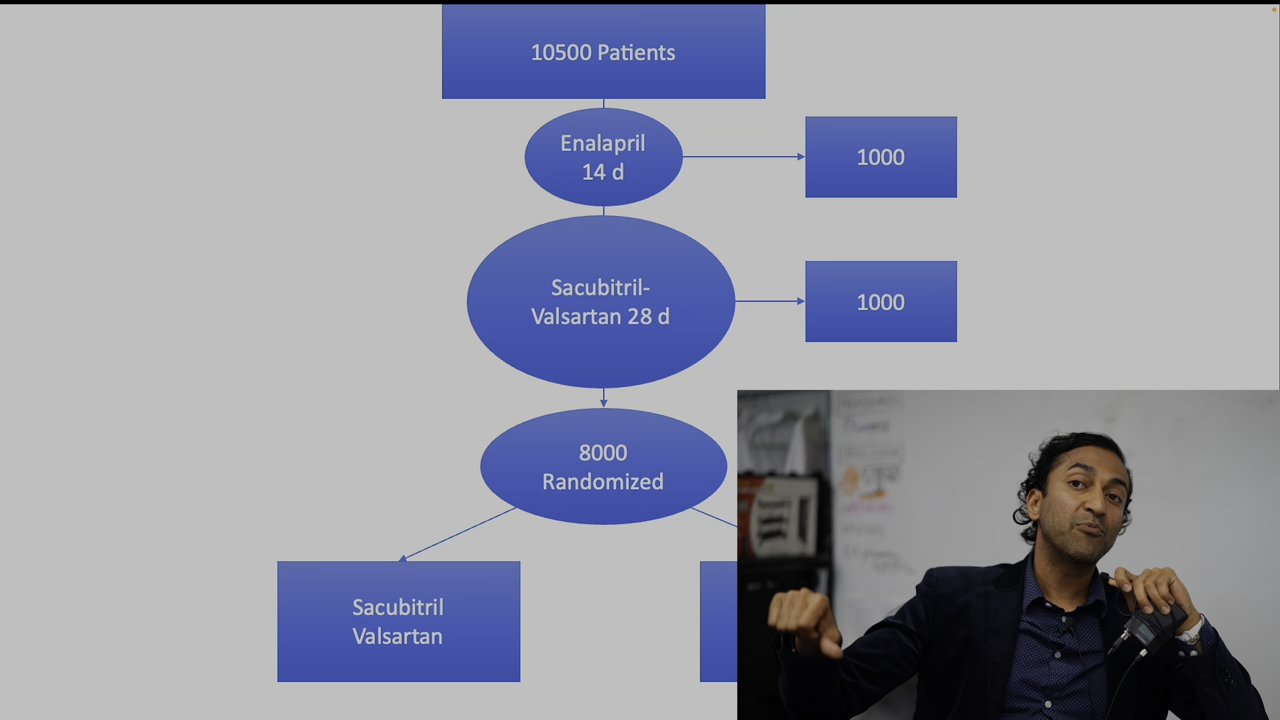 10500 Patients
Enalapril
14 d
1000
Sacubitril-
Valsartan 28 d
1000
8000
Randomized
Sacubitril
Valsartan